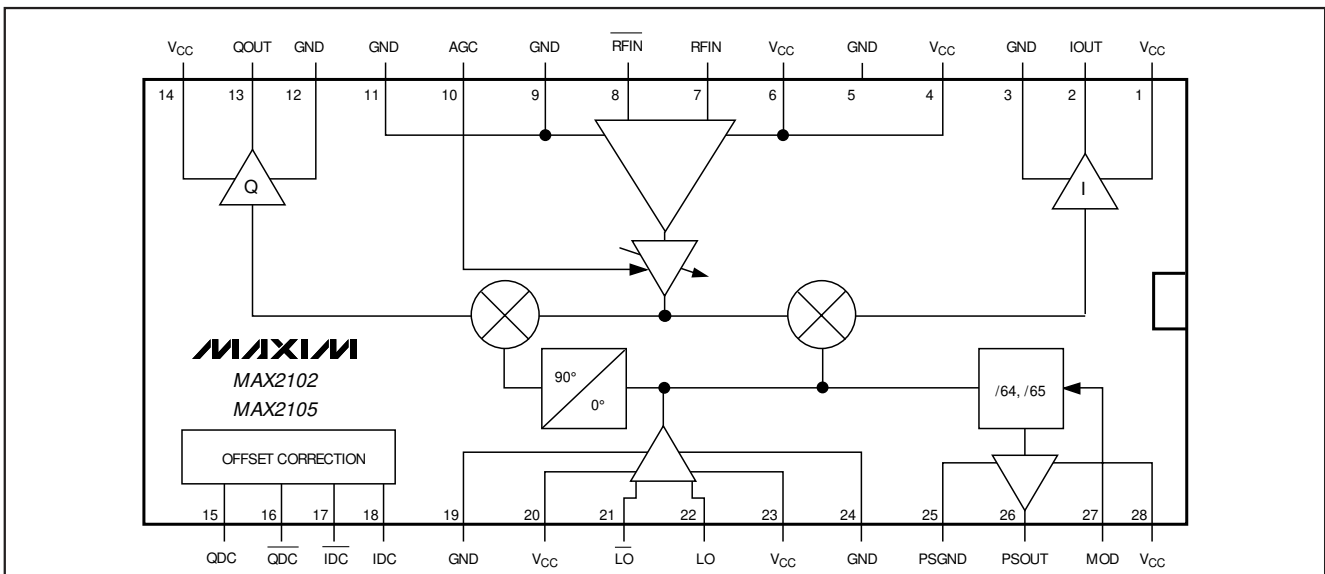 VCC QOUT GND GND AGC GND RFIN RFIN VCC GND VCC GND IOUT VCC
14 13 12 11 10 9 8 7 6 5 4 3 2 1
Q I
MAXIM
MAX2102
MAX2105
90°
0°
/64, /65
OFFSET CORRECTION
15 16 17 18 19 20 21 22 23 24 25 26 27 28
QDC QDC IDC IDC GND VCC LO LO VCC GND PSGND PSOUT MOD VCC